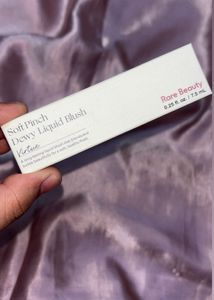 Soft Pinch
Dewy Liquid Blush
Virtue
Rare Beauty
0.25 fl. oz. / 7.5 mL